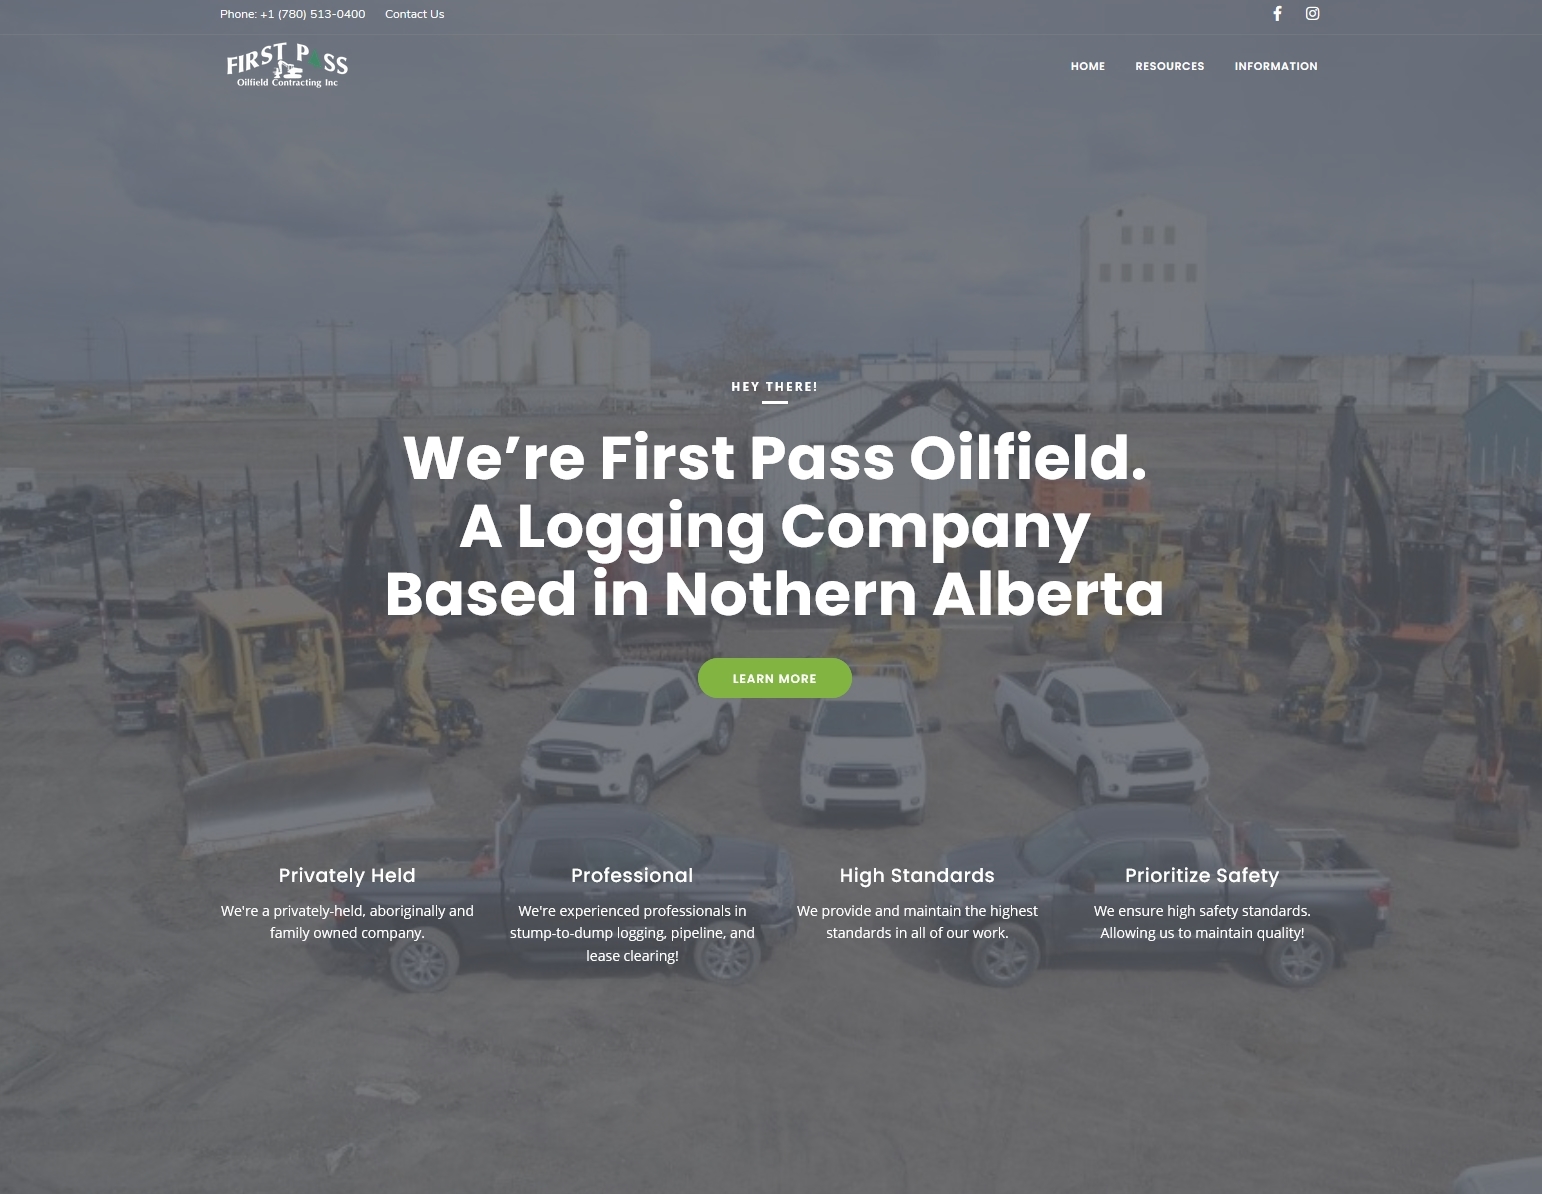 Phone: +1 (780) 513-0400 Contact Us
FIRST PASS
Oilfield Contracting Inc
HOME RESOURCES INFORMATION
HEY THERE!
We’re First Pass Oilfield.
A Logging Company
Based in Nothern Alberta
LEARN MORE
Privately Held
We're a privately-held, aboriginally and
family owned company.
Professional
We're experienced professionals in
stump-to-dump logging, pipeline, and
lease clearing!
High Standards
We provide and maintain the highest
standards in all of our work.
Prioritize Safety
We ensure high safety standards.
Allowing us to maintain quality!